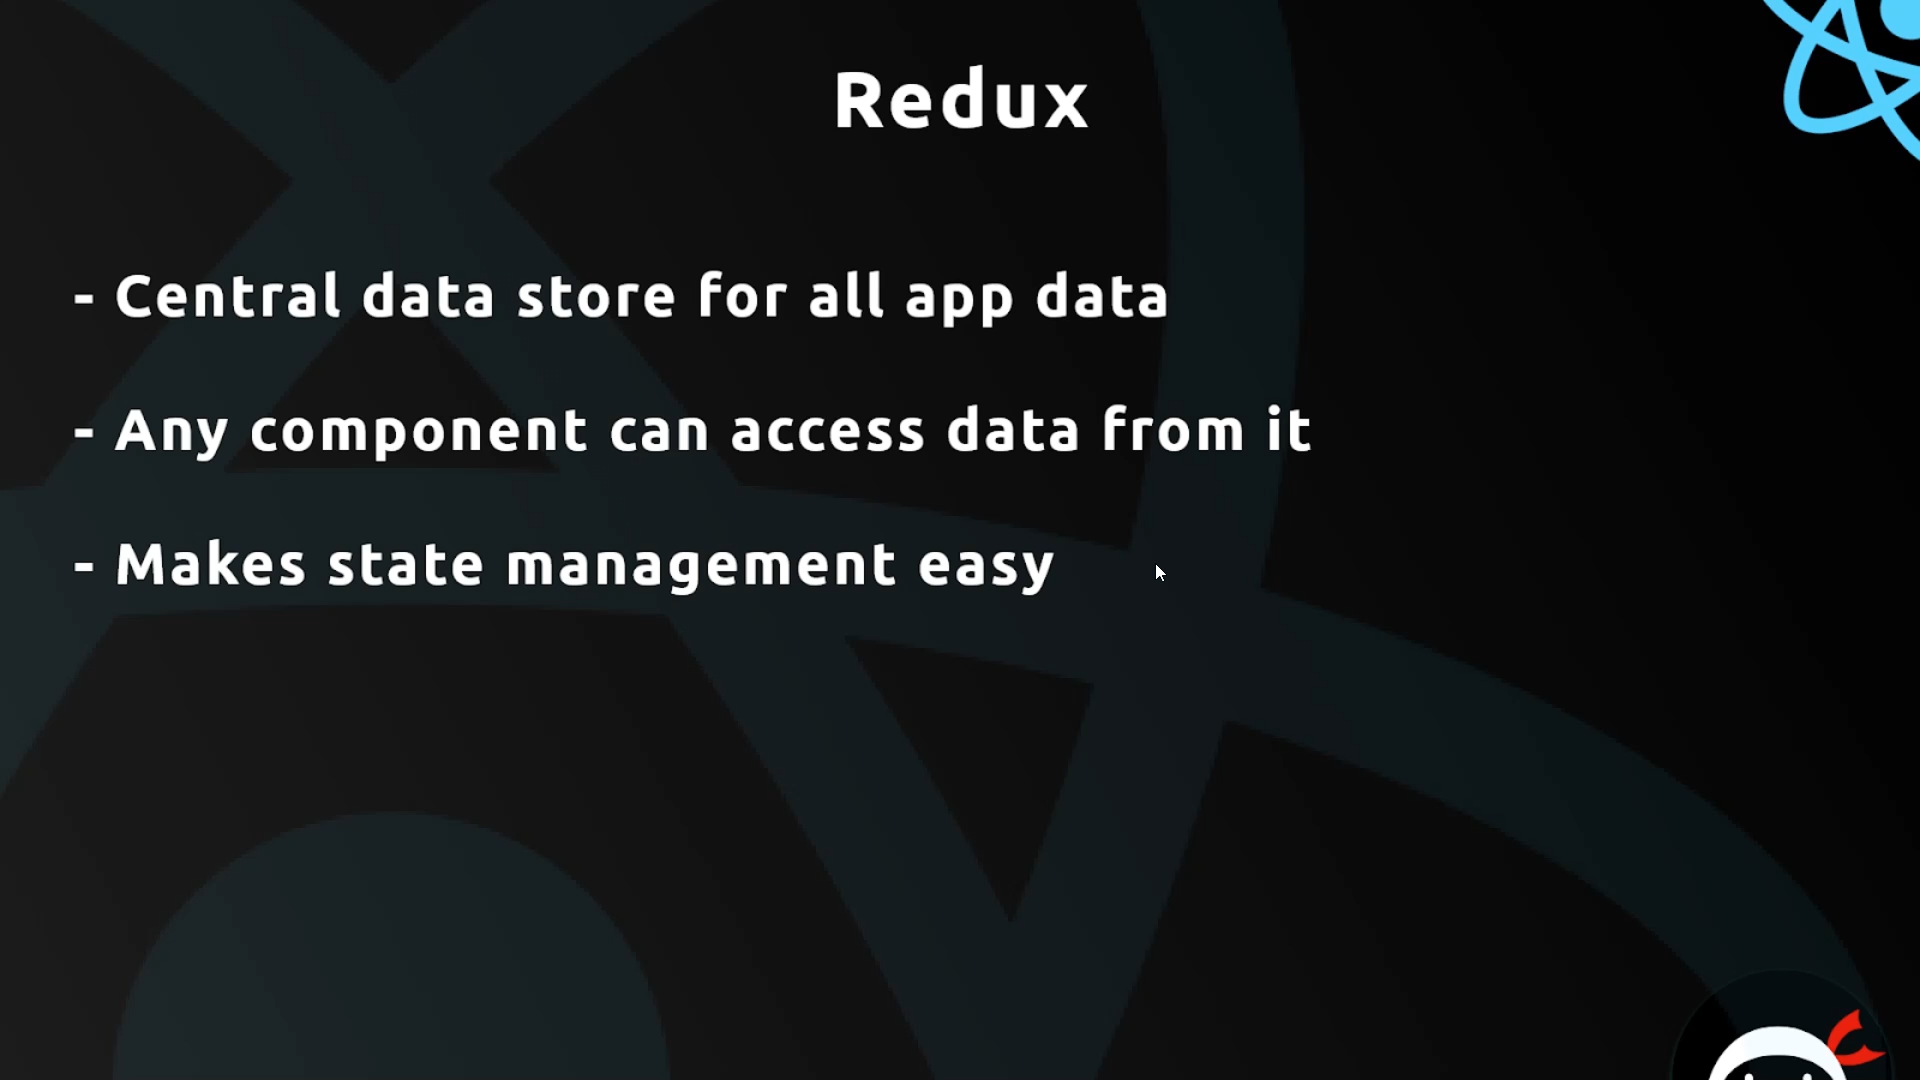 Redux
- Central data store for all app data
- Any component can access data from it
- Makes state management easy